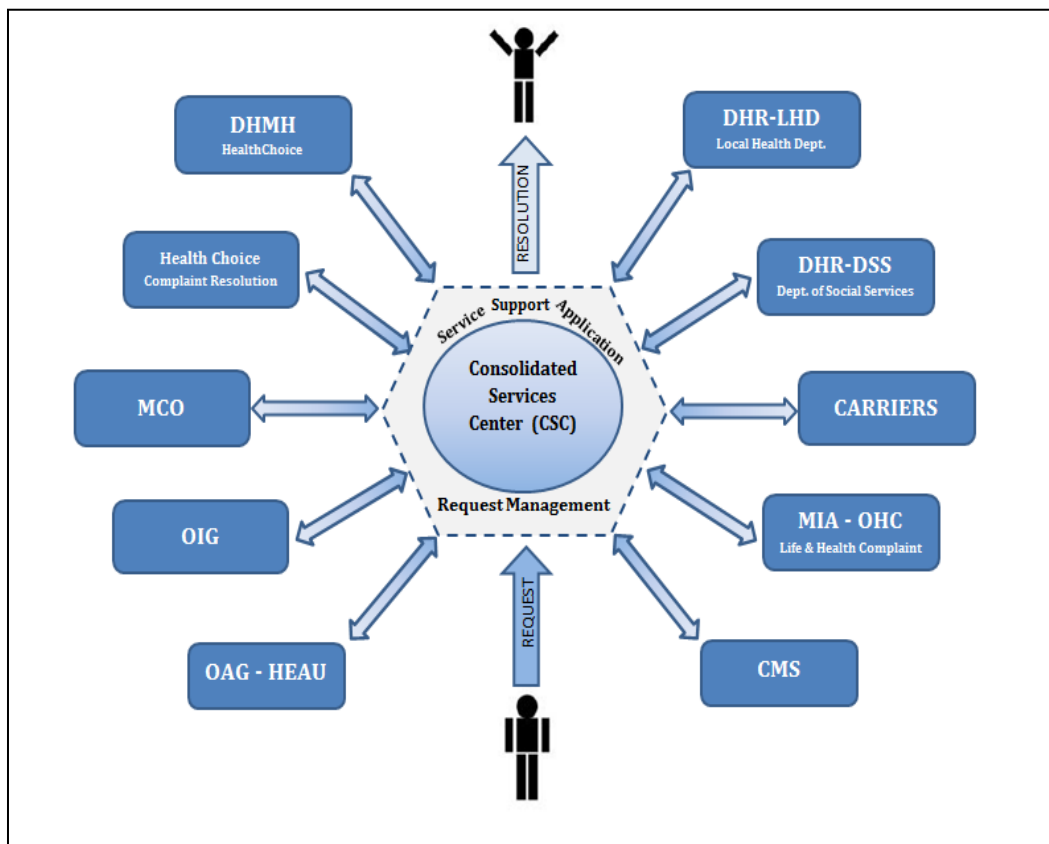 DHMH
HealthChoice
DHR-LHD
Local Health Dept.
RESOLUTION
Health Choice
Complaint Resolution
DHR-DSS
Dept. of Social Services
Service Support Application
Consolidated
Services
Center (CSC)
MCO
CARRIERS
Request Management
OIG
MIA - OHC
Life & Health Complaint
REQUEST
OAG - HEAU
CMS